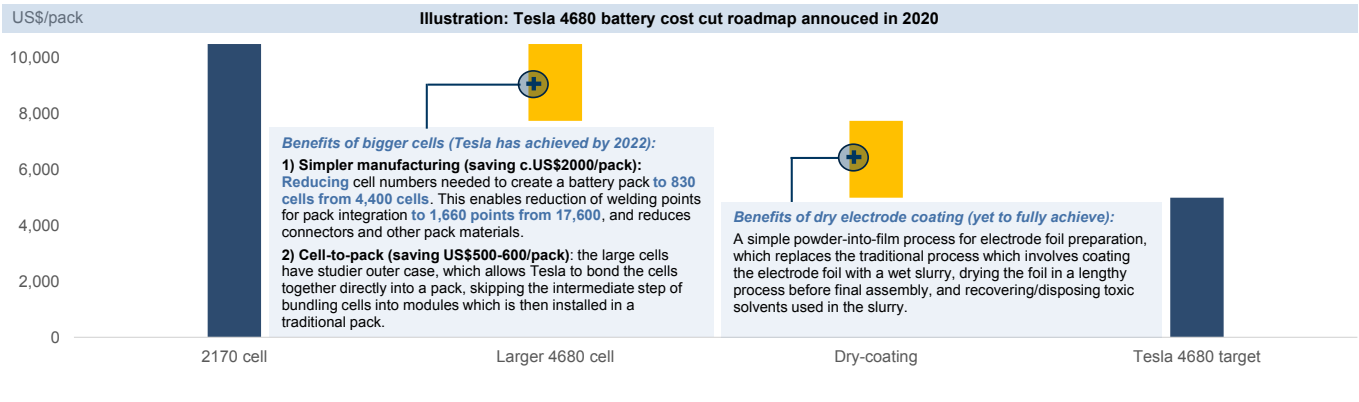 US$/pack
Illustration: Tesla 4680 battery cost cut roadmap annouced in 2020
10,000
8,000
6,000
4,000
2,000
0
Benefits of bigger cells (Tesla has achieved by 2022):
1) Simpler manufacturing (saving c.US$2000/pack):
Reducing cell numbers needed to create a battery pack to 830
cells from 4,400 cells. This enables reduction of welding points
for pack integration to 1,660 points from 17,600, and reduces
connectors and other pack materials.
2) Cell-to-pack (saving US$500-600/pack): the large cells
have studier outer case, which allows Tesla to bond the cells
together directly into a pack, skipping the intermediate step of
bundling cells into modules which is then installed in a
traditional pack.
Benefits of dry electrode coating (yet to fully achieve):
A simple powder-into-film process for electrode foil preparation,
which replaces the traditional process which involves coating
the electrode foil with a wet slurry, drying the foil in a lengthy
process before final assembly, and recovering/disposing toxic
solvents used in the slurry.
2170 cell
Larger 4680 cell
Dry-coating
Tesla 4680 target